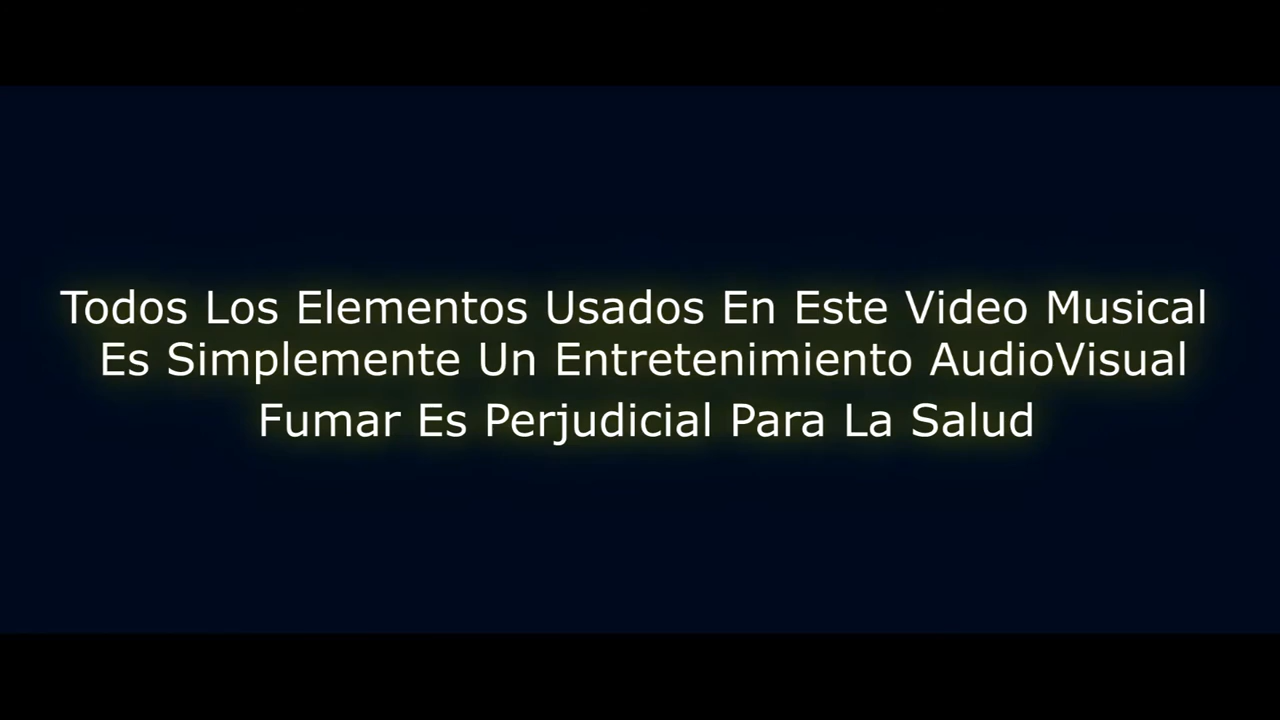 Todos Los Elementos Usados En Este Video Musical
Es Simplemente Un Entretenimiento AudioVisual
Fumar Es Perjudicial Para La Salud